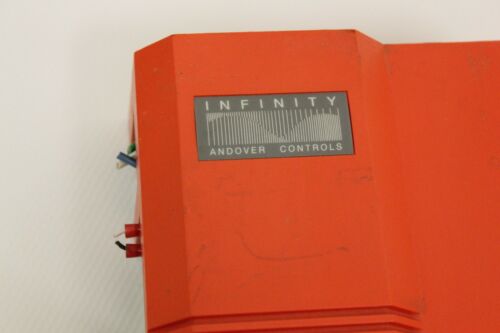 INFINITY
ANDOVER CONTROLS